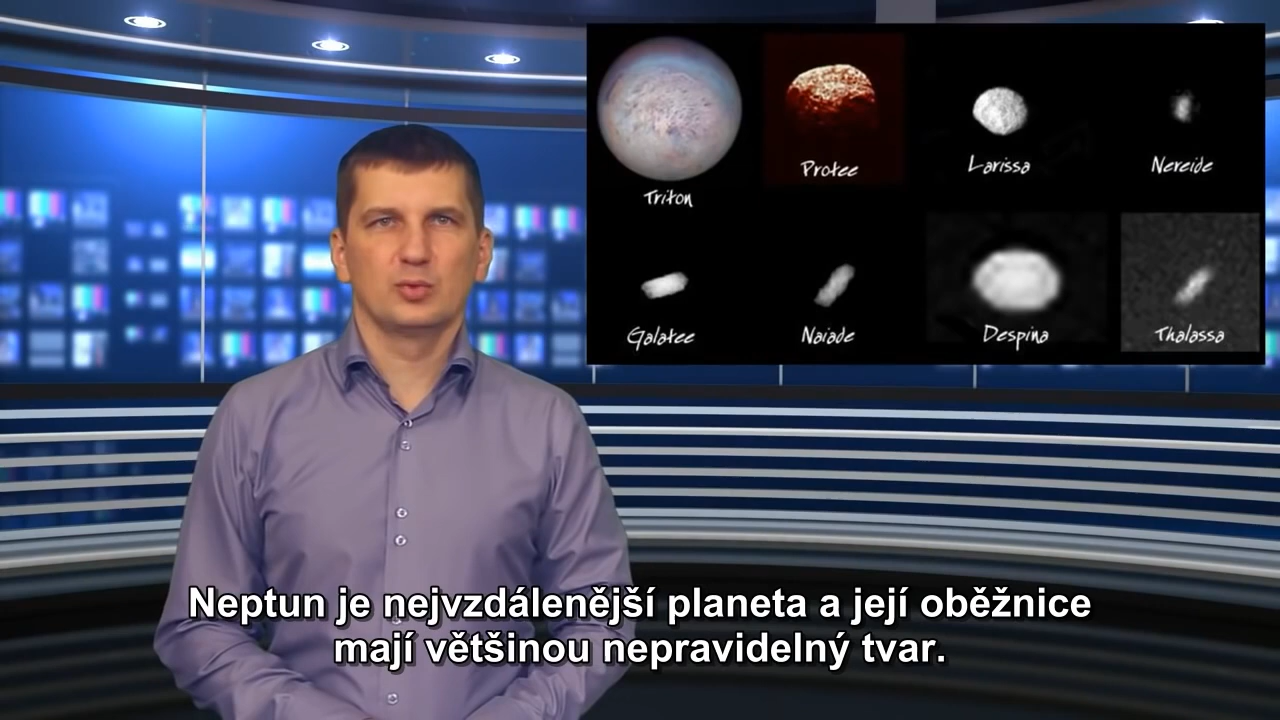 Triton
Protee
Larissa
Nereide
Galatee
Naiade
Despina
Thalassa
Neptun je nejvzdálenější planeta a její oběžnice
mají většinou nepravidelný tvar.